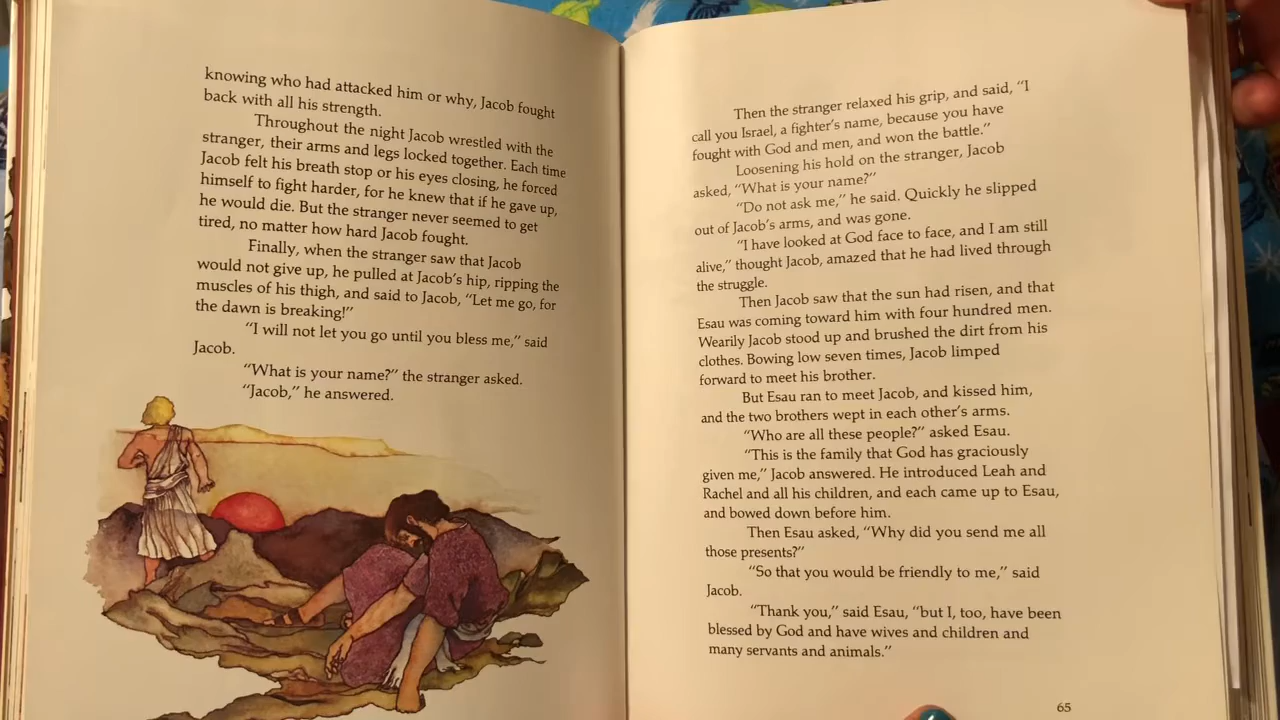 knowing who had attacked him or why, Jacob fought
back with all his strength.
Throughout the night Jacob wrestled with the
stranger, their arms and legs locked together. Each time
Jacob felt his breath stop or his eyes closing, he forced
himself to fight harder, for he knew that if he gave up,
he would die. But the stranger never seemed to get
tired, no matter how hard Jacob fought.
Finally, when the stranger saw that Jacob
would not give up, he pulled at Jacob's hip, ripping the
muscles of his thigh, and said to Jacob, “Let me go, for
the dawn is breaking!”
“I will not let you go until you bless me,” said
Jacob.
“What is your name?” the stranger asked.
“Jacob,” he answered.
Then the stranger relaxed his grip, and said, “I
call you Israel, a fighter's name, because you have
fought with God and men, and won the battle.”
Loosening his hold on the stranger, Jacob
asked, “What is your name?”
“Do not ask me,” he said. Quickly he slipped
out of Jacob's arms, and was gone.
“I have looked at God face to face, and I am still
alive,” thought Jacob, amazed that he had lived through
the struggle.
Then Jacob saw that the sun had risen, and that
Esau was coming toward him with four hundred men.
Wearily Jacob stood up and brushed the dirt from his
clothes. Bowing low seven times, Jacob limped
forward to meet his brother.
But Esau ran to meet Jacob, and kissed him,
and the two brothers wept in each other's arms.
“Who are all these people?” asked Esau.
“This is the family that God has graciously
given me,” Jacob answered. He introduced Leah and
Rachel and all his children, and each came up to Esau,
and bowed down before him.
Then Esau asked, “Why did you send me all
those presents?”
“So that you would be friendly to me,” said
Jacob.
“Thank you,” said Esau, “but I, too, have been
blessed by God and have wives and children and
many servants and animals.”
65